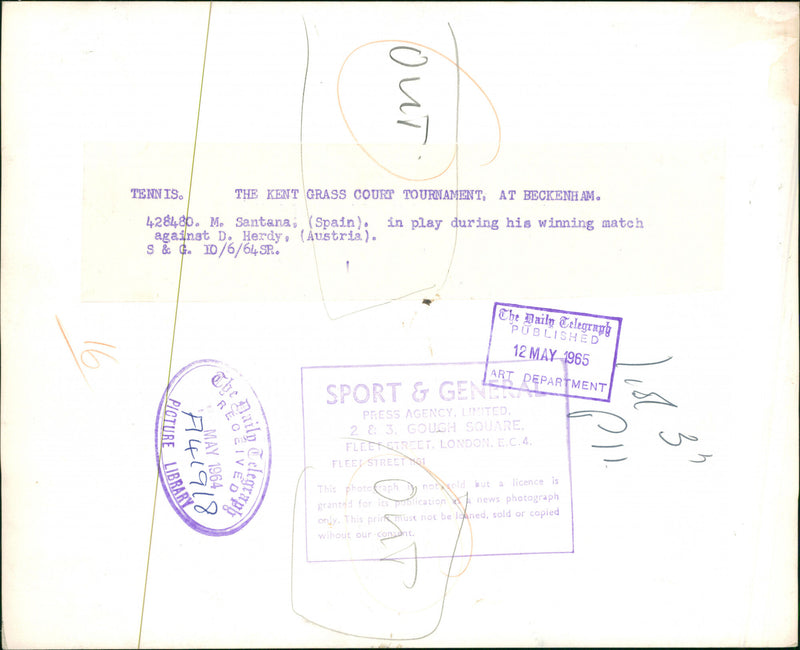 OUT.
TENNIS. THE KENT GRASS COURT TOURNAMENT, AT BECKENHAM.
428480. M. Santana, (Spain), in play during his winning match
against D. Herdy, (Austria).
S & G. 10/6/64SR.
The Daily Telegraph
PUBLISHED
12 MAY 1965
ART DEPARTMENT
16
The Daily Telegraph
RECEIVED
MAY 1964
A41918
PICTURE LIBRARY
SPORT & GENERAL
PRESS AGENCY, LIMITED,
2 & 3, GOUGH SQUARE,
FLEET STREET, LONDON, E.C.4.
FLEET STREET
This photograph is not sold but a licence is
granted for its publication as a news photograph
only. This print must not be loaned, sold or copied
wihout our consent.
OUT